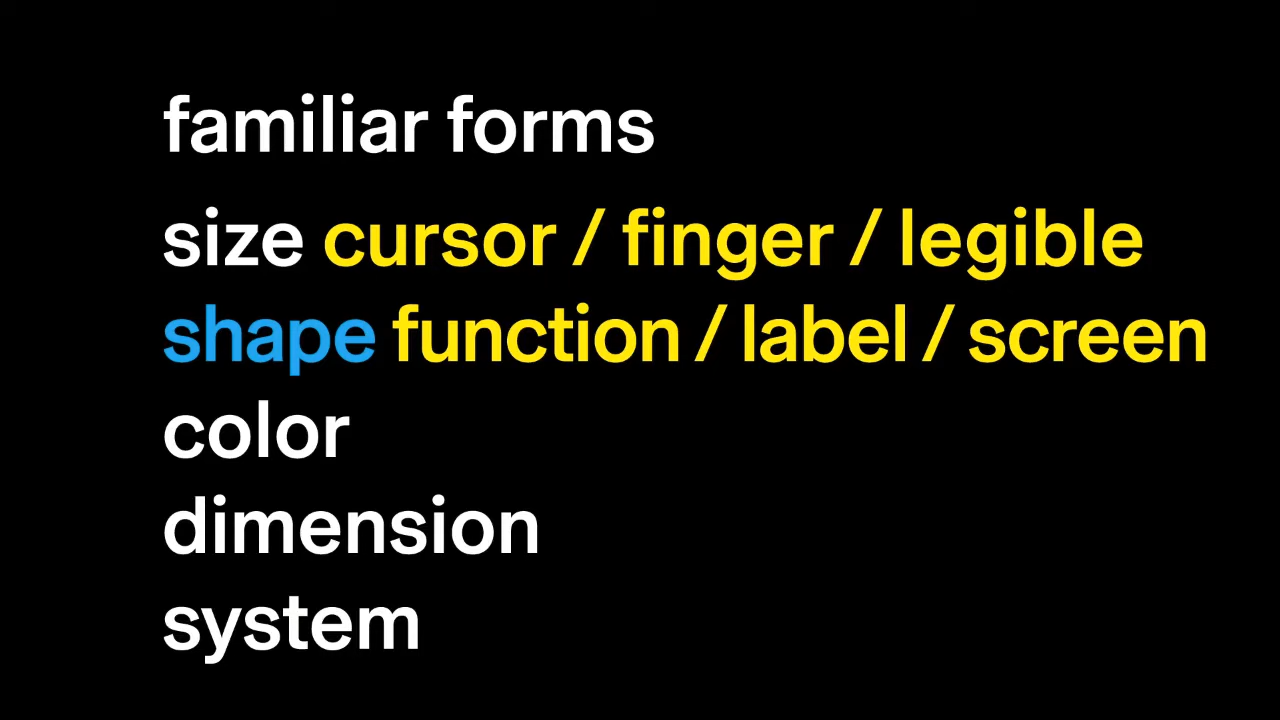 familiar forms
size cursor / finger / legible
shape function / label / screen
color
dimension
system